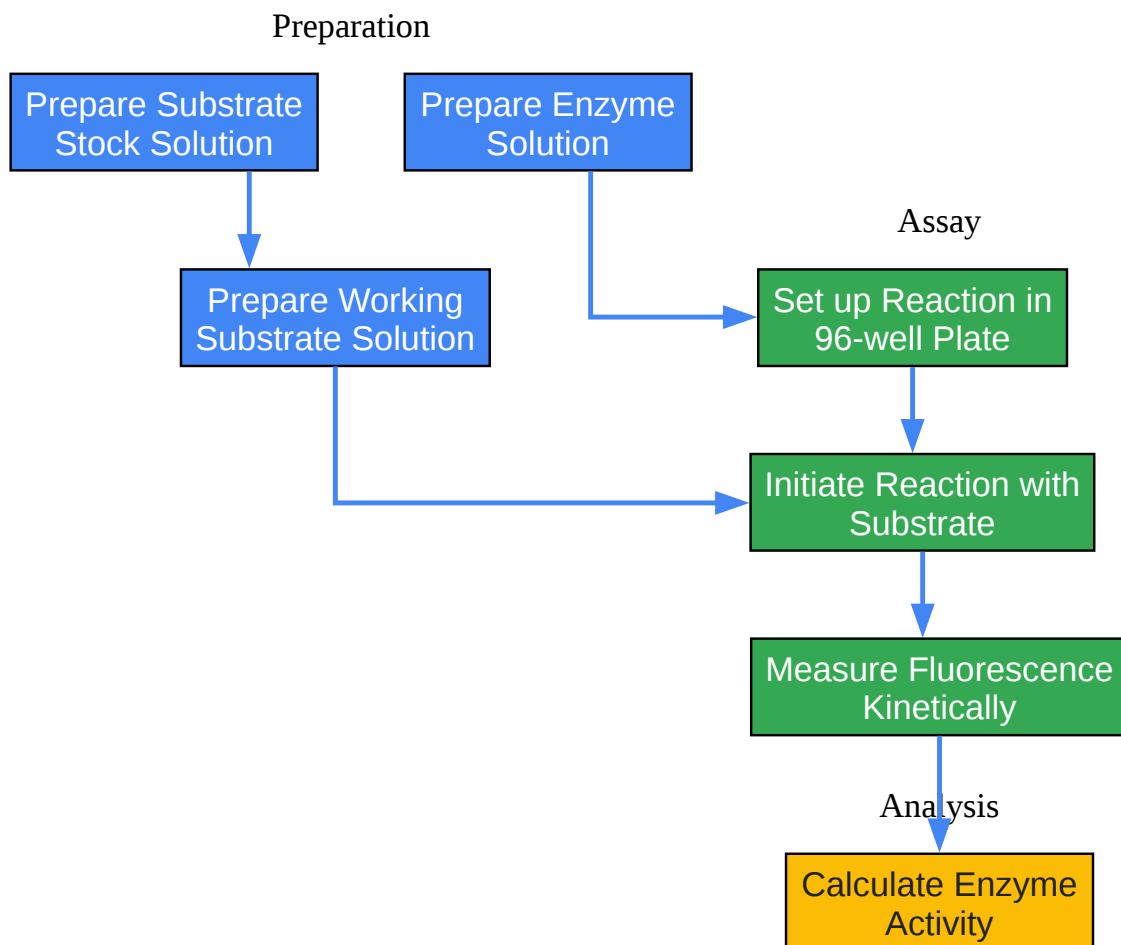 Preparation
Prepare Substrate
Stock Solution
Prepare Enzyme
Solution
Assay
Prepare Working
Substrate Solution
Set up Reaction in
96-well Plate
Initiate Reaction with
Substrate
Measure Fluorescence
Kinetically
Analysis
Calculate Enzyme
Activity